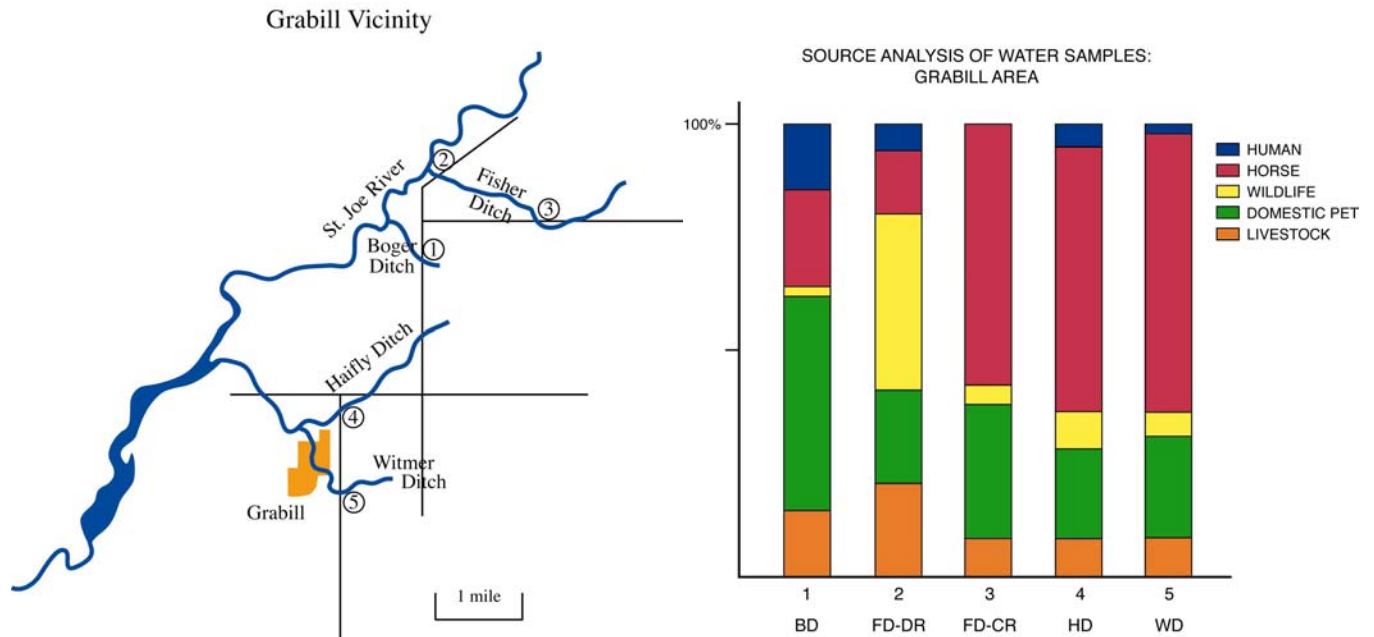 Grabill Vicinity
St. Joe River
②
Fisher
Ditch
③
Boger
Ditch
①
Haifly Ditch
④
Witmer
Ditch
⑤
Grabill
1 mile
SOURCE ANALYSIS OF WATER SAMPLES:
GRABILL AREA
100%
HUMAN
HORSE
WILDLIFE
DOMESTIC PET
LIVESTOCK
1 2 3 4 5
BD FD-DR FD-CR HD WD